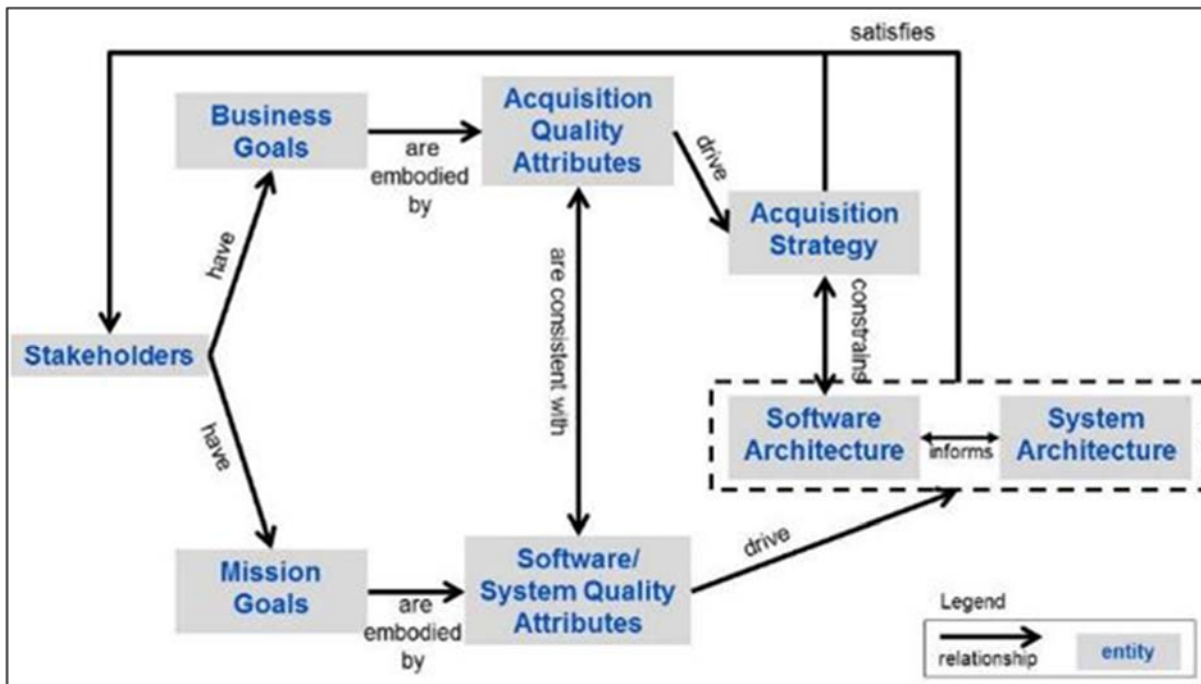 satisfies
Business
Goals
are
embodied
by
Acquisition
Quality
Attributes
drive
Acquisition
Strategy
have
Stakeholders
have
are consistent with
constrains
Software
Architecture
informs
System
Architecture
Mission
Goals
are
embodied
by
Software/
System Quality
Attributes
drive
Legend
relationship
entity